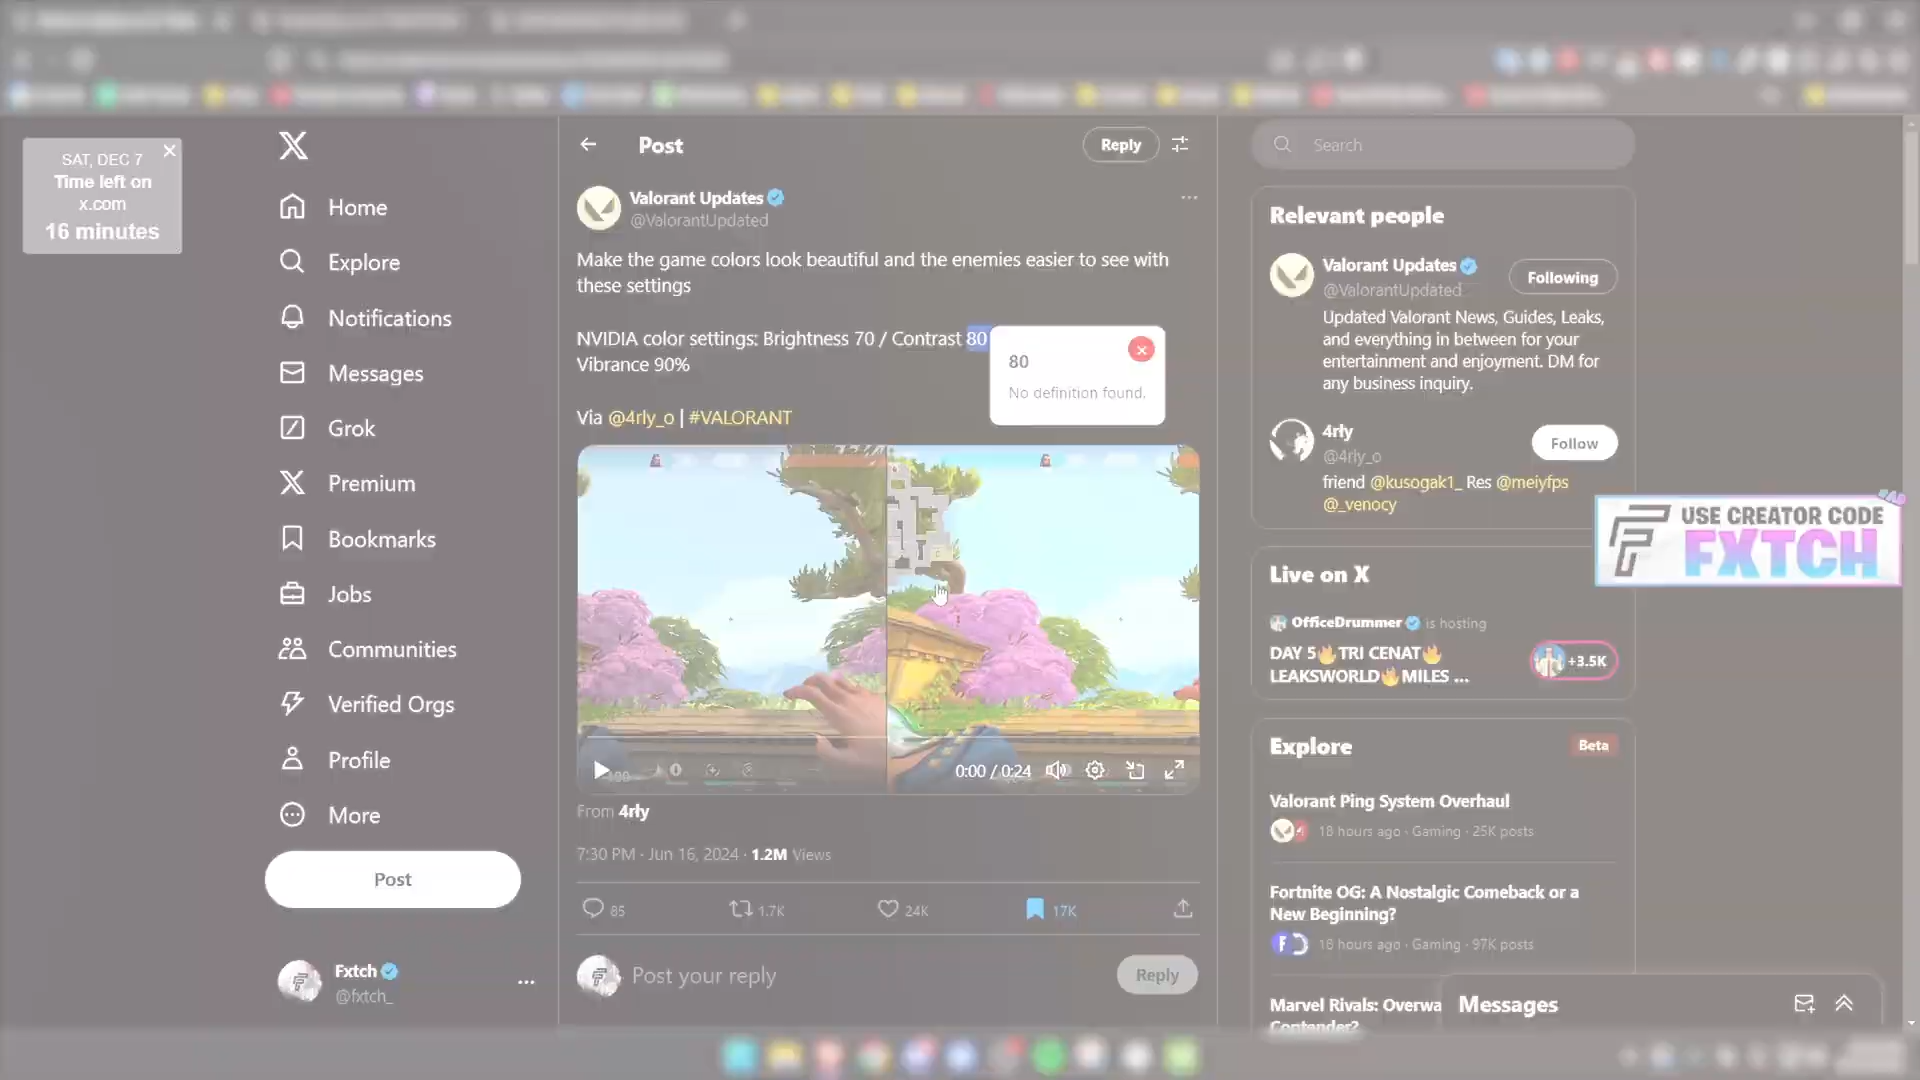 SAT, DEC 7
Time left on
x.com
16 minutes
Home
Explore
Notifications
Messages
Grok
Premium
Bookmarks
Jobs
Communities
Verified Orgs
Profile
More
Post
Fxtch
@fxtch_
Post
Reply
Valorant Updates
@ValorantUpdated
Make the game colors look beautiful and the enemies easier to see with
these settings
NVIDIA color settings: Brightness 70 / Contrast 80
Vibrance 90%
80
No definition found.
Via @4rly_o | #VALORANT
100
0:00 / 0:24
From 4rly
7:30 PM · Jun 16, 2024 · 1.2M Views
85
1.7K
24K
17K
Post your reply
Reply
Search
Relevant people
Valorant Updates
@ValorantUpdated
Following
Updated Valorant News, Guides, Leaks,
and everything in between for your
entertainment and enjoyment. DM for
any business inquiry.
4rly
@4rly_o
Follow
friend @kusogak1_ Res @meiyfps
@_venocy
#AD
USE CREATOR CODE
FXTCH
Live on X
OfficeDrummer is hosting
DAY 5🔥TRI CENAT🔥
LEAKSWORLD🔥MILES ...
+3.5K
Explore
Beta
Valorant Ping System Overhaul
18 hours ago · Gaming · 25K posts
Fortnite OG: A Nostalgic Comeback or a
New Beginning?
18 hours ago · Gaming · 97K posts
Marvel Rivals: Overwa
Contender?
Messages